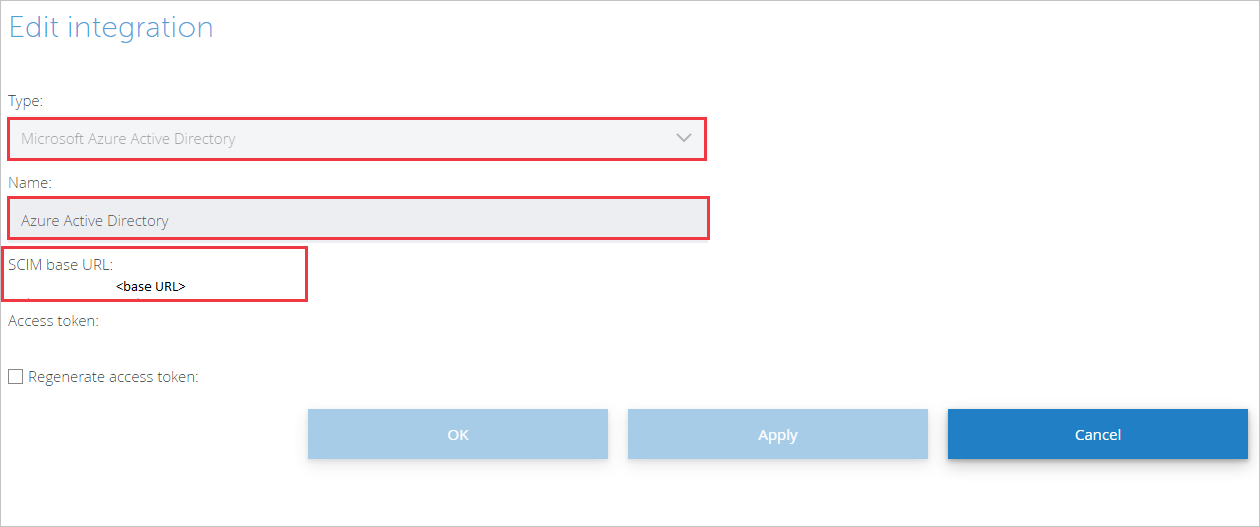 Edit integration
Type:
Microsoft Azure Active Directory
Name:
Azure Active Directory
SCIM base URL:
<base URL>
Access token:
Regenerate access token:
OK Apply Cancel